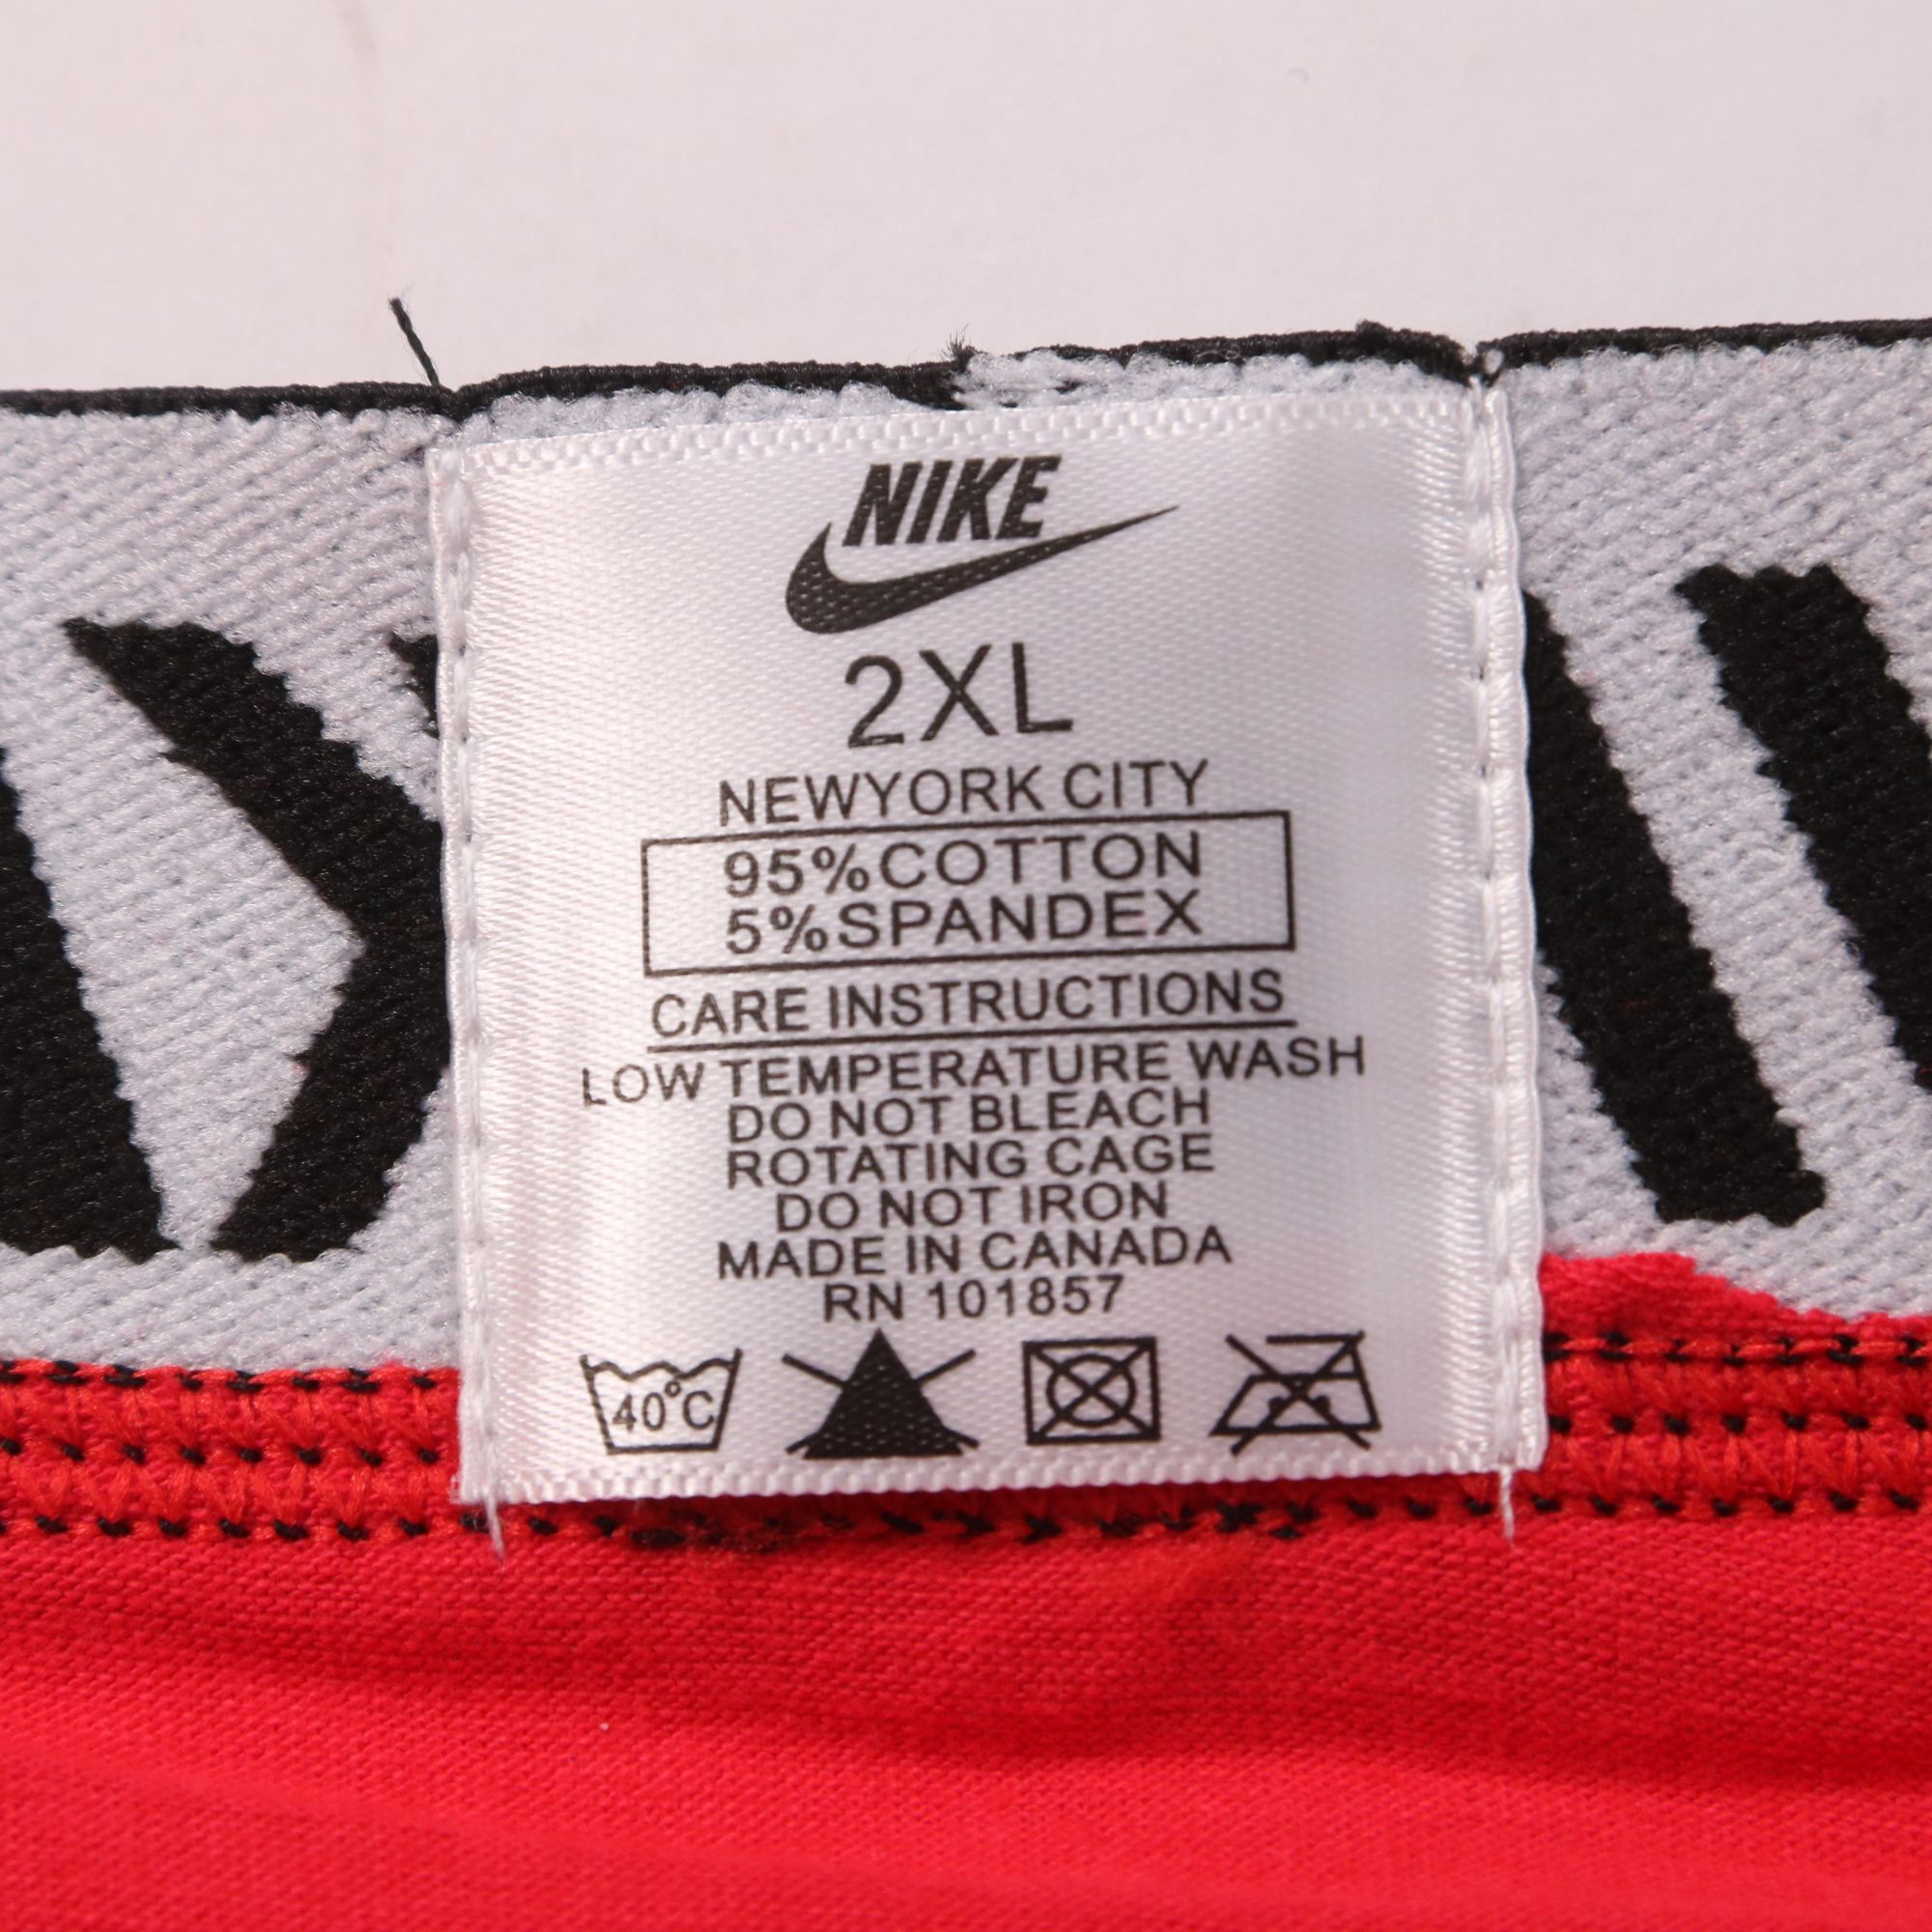 NIKE
2XL
NEWYORK CITY
95%COTTON
5%SPANDEX
CARE INSTRUCTIONS
LOW TEMPERATURE WASH
DO NOT BLEACH
ROTATING CAGE
DO NOT IRON
MADE IN CANADA
RN 101857
40°C